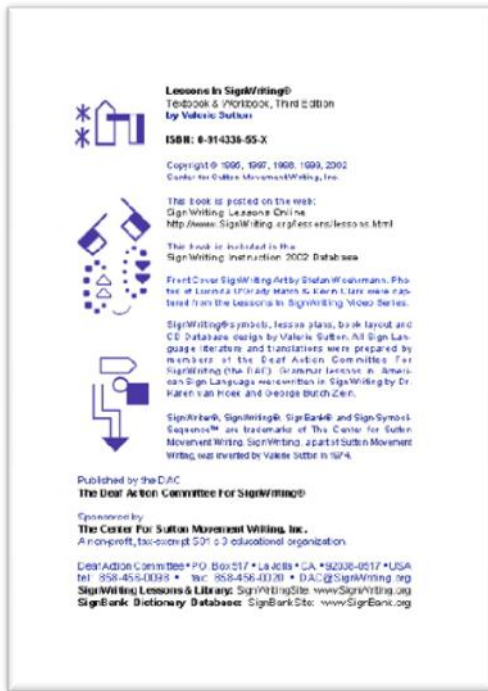 Lessons In SignWriting®
Textbook & Workbook, Third Edition
by Valerie Sutton
ISBN: 0-914336-55-X
Copyright © 1995, 1997, 1998, 1999, 2002
Center for Sutton Movement Writing, Inc.
This book is posted on the web:
SignWriting Lessons Online
http://www.SignWriting.org/lessons/lessons.html
This book is included in the
SignWriting Instruction 2002 Database
Front Cover SignWriting Art by Stefan Woehrmann. Pho-
tos of Lucinda O'Grady Batch & Kevin Clark were cap-
tured from the Lessons In SignWriting Video Series.
SignWriting® symbols, lesson plans, book layout and
CD Database design by Valerie Sutton. All Sign Lan-
guage literature and translations were prepared by
members of the Deaf Action Committee For
SignWriting (the DAC). Grammar lessons in Ameri-
can Sign Language were written in SignWriting by Dr.
Karen van Hoek and George Butch Zein.
SignWriter®, SignWriting®, SignBank® and Sign-Symbol-
Sequence™ are trademarks of The Center for Sutton
Movement Writing. SignWriting, a part of Sutton Movement
Writing, was invented by Valerie Sutton in 1974.
Published by the DAC
The Deaf Action Committee For SignWriting®
Sponsored by
The Center For Sutton Movement Writing, Inc.
A non-profit, tax-exempt 501 c 3 educational organization.
Deaf Action Committee • P.O. Box 517 • La Jolla • CA • 92038-0517 • USA
tel: 858-456-0098 • fax: 858-456-0020 • DAC@SignWriting.org
SignWriting Lessons & Library: SignWritingSite: www.SignWriting.org
SignBank Dictionary Database: SignBankSite: www.SignBank.org